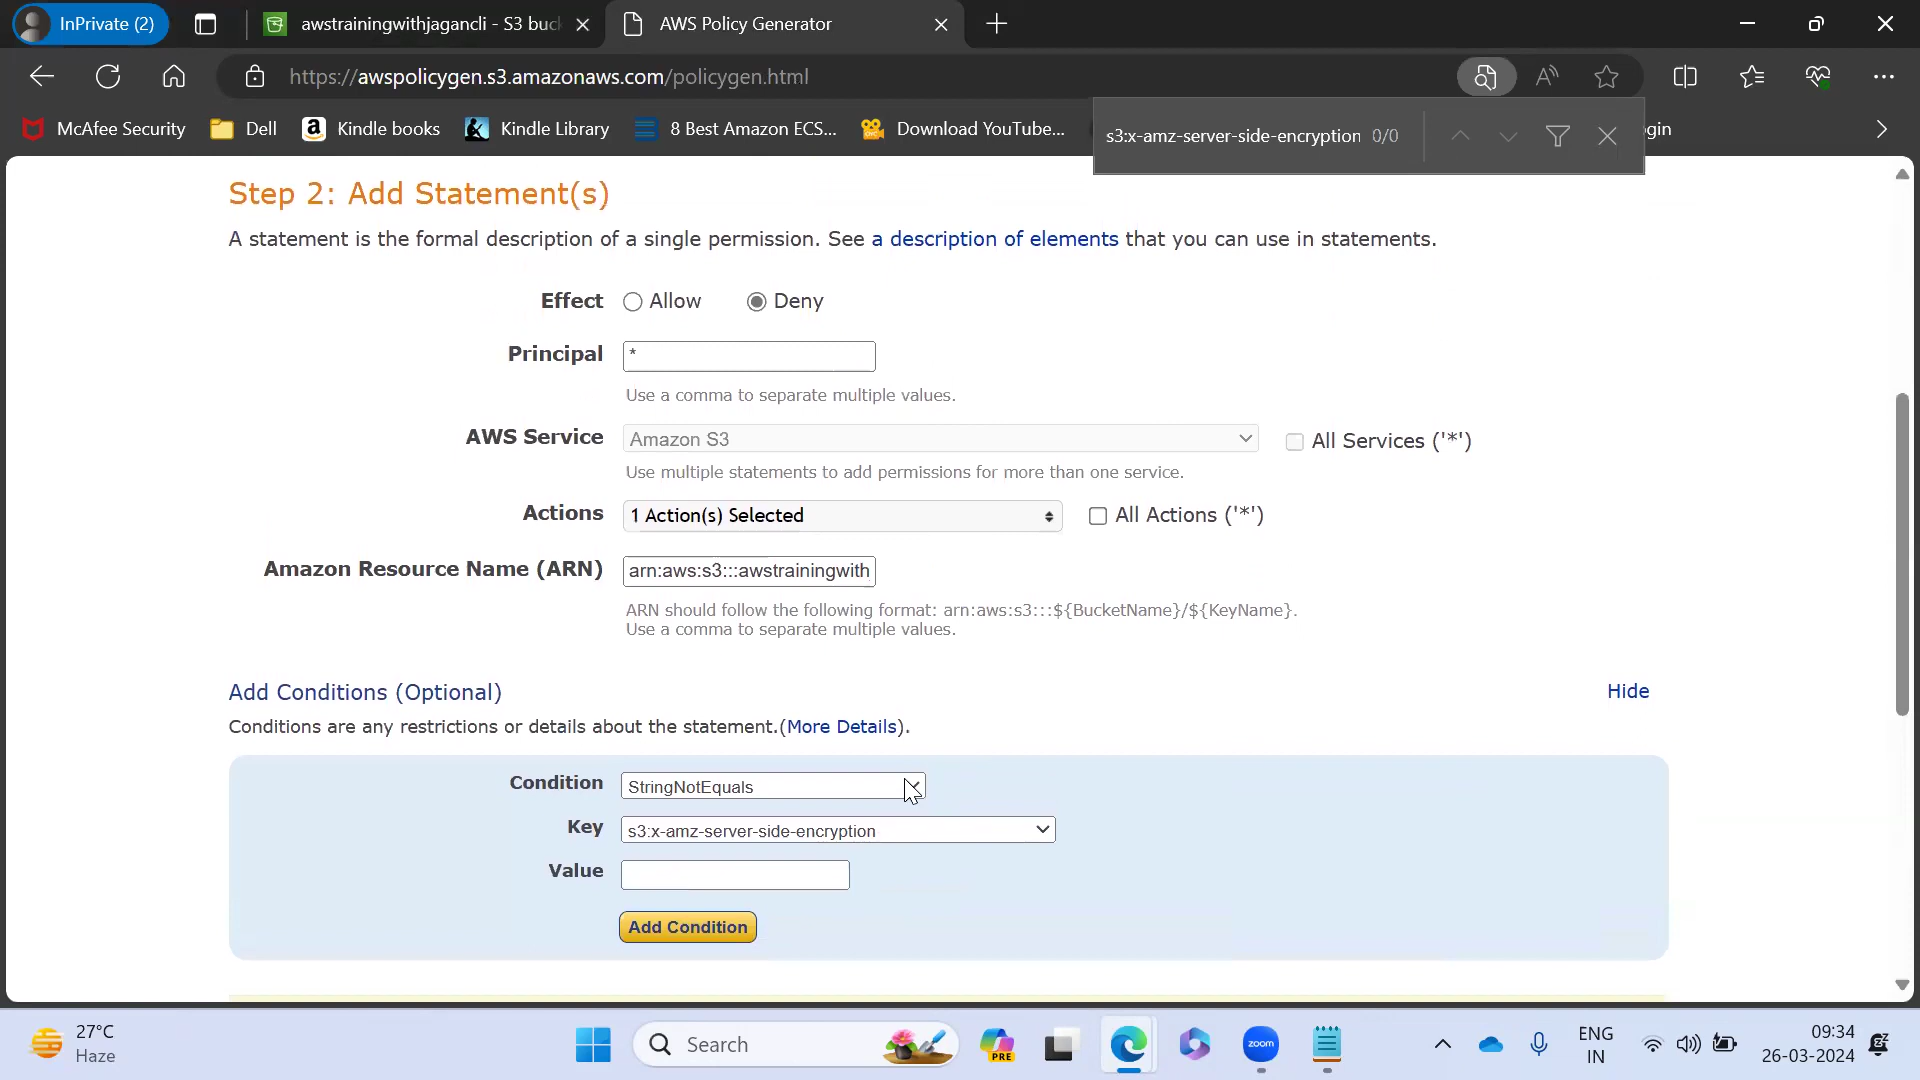 InPrivate (2)
awstrainingwithjagancli - S3 buc
AWS Policy Generator
https://awspolicygen.s3.amazonaws.com/policygen.html
McAfee Security
Dell
Kindle books
Kindle Library
8 Best Amazon ECS...
Download YouTube...
gin
s3:x-amz-server-side-encryption 0/0
Step 2: Add Statement(s)
A statement is the formal description of a single permission. See a description of elements that you can use in statements.
Effect Allow Deny
Principal *
Use a comma to separate multiple values.
AWS Service Amazon S3 All Services ('*')
Use multiple statements to add permissions for more than one service.
Actions 1 Action(s) Selected All Actions ('*')
Amazon Resource Name (ARN) arn:aws:s3:::awstrainingwith
ARN should follow the following format: arn:aws:s3:::${BucketName}/${KeyName}.
Use a comma to separate multiple values.
Add Conditions (Optional) Hide
Conditions are any restrictions or details about the statement.(More Details).
Condition StringNotEquals
Key s3:x-amz-server-side-encryption
Value
Add Condition
27°C
Haze
Search
PRE
zoom
ENG
IN
09:34
26-03-2024